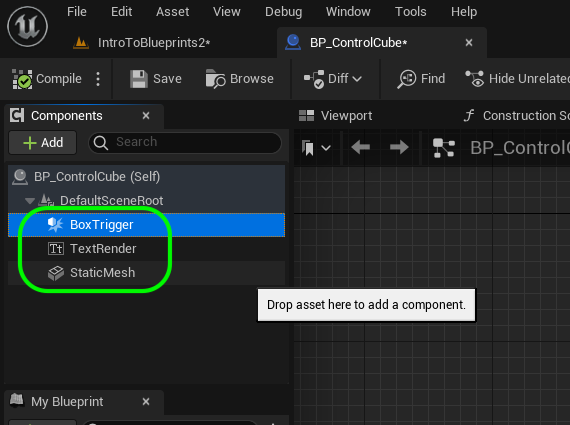 File Edit Asset View Debug Window Tools Help
IntroToBlueprints2* BP_ControlCube*
Compile Save Browse Diff Find Hide Unrelated
Components Viewport Construction Sc
Add Search
BP_ControlC
BP_ControlCube (Self)
DefaultSceneRoot
BoxTrigger
TextRender
Tt
StaticMesh
Drop asset here to add a component.
My Blueprint